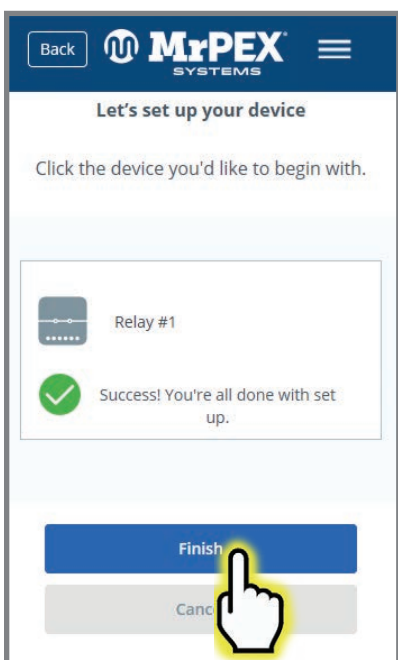 Back
MrPEX
SYSTEMS
Let's set up your device
Click the device you'd like to begin with.
Relay #1
Success! You're all done with set
up.
Finish